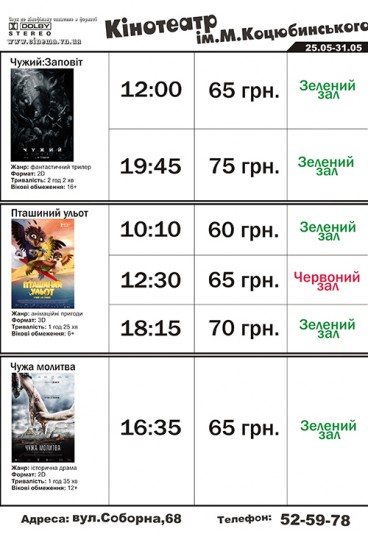 Звук на кінофільм записано в форматі
DOLBY
STEREO
www.cinema.vn.ua
Кінотеатр
ім.М.Коцюбинського
25.05-31.05
Чужий:Заповіт
ЧУЖИЙ
Жанр: фантастичний трилер
Формат: 2D
Тривалість: 2 год 2 хв
Вікові обмеження: 16+
12:00 65 грн. Зелений
зал
19:45 75 грн. Зелений
зал
Пташиний ульот
ПТАШИНИЙ
УЛЬОТ
Жанр: анімаційні пригоди
Формат: 3D
Тривалість: 1 год 25 хв
Вікові обмеження: 6+
10:10 60 грн. Зелений
зал
12:30 65 грн. Червоний
зал
18:15 70 грн. Зелений
зал
Чужа молитва
ЧУЖА МОЛИТВА
Жанр: історична драма
Формат: 2D
Тривалість: 1 год 35 хв
Вікові обмеження: 12+
16:35 65 грн. Зелений
зал
Адреса: вул.Соборна,68 Телефон: 52-59-78